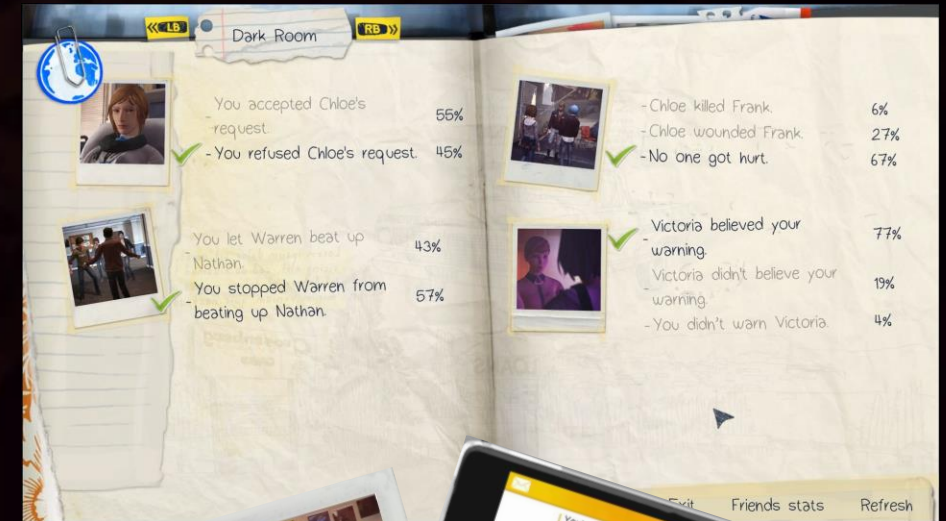 LB
Dark Room
RB
You accepted Chloe's
- request.
55%
- You refused Chloe's request. 45%
You let Warren beat up
- Nathan.
43%
- You stopped Warren from
beating up Nathan.
57%
- Chloe killed Frank. 6%
- Chloe wounded Frank. 27%
- No one got hurt. 67%
Victoria believed your
- warning.
77%
Victoria didn't believe your
- warning.
19%
- You didn't warn Victoria. 4%
Exit Friends stats Refresh